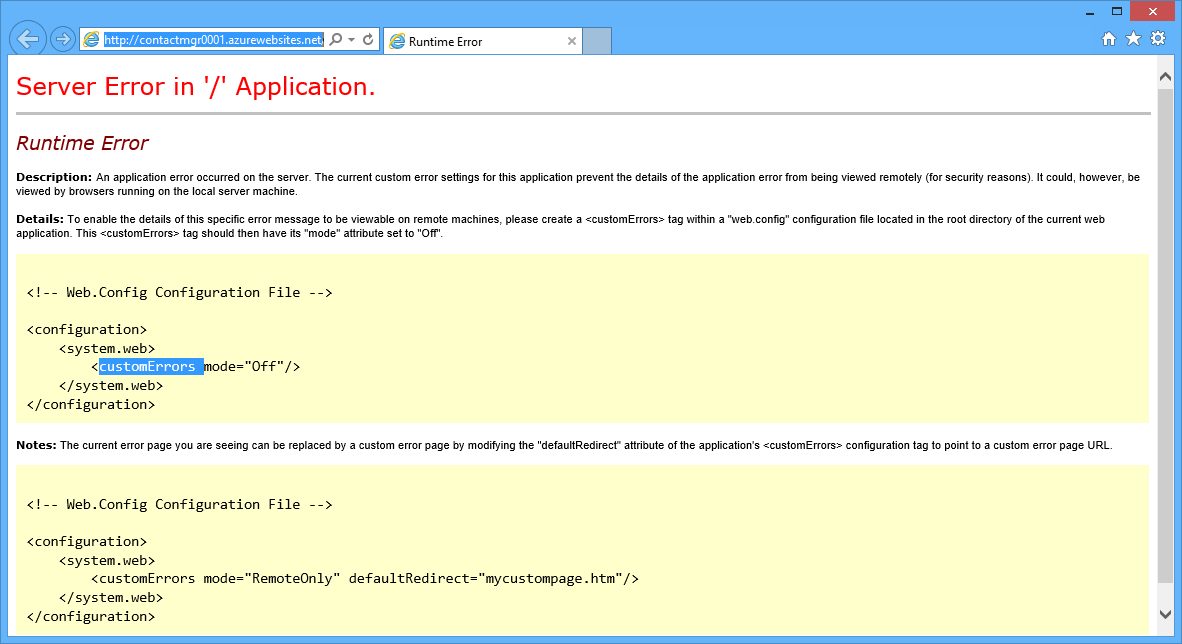 http://contactmgr0001.azurewebsites.net/
Runtime Error
Server Error in '/' Application.
Runtime Error
Description: An application error occurred on the server. The current custom error settings for this application prevent the details of the application error from being viewed remotely (for security reasons). It could, however, be
viewed by browsers running on the local server machine.
Details: To enable the details of this specific error message to be viewable on remote machines, please create a <customErrors> tag within a "web.config" configuration file located in the root directory of the current web
application. This <customErrors> tag should then have its "mode" attribute set to "Off".
<!-- Web.Config Configuration File -->
<configuration>
    <system.web>
        <customErrors mode="Off"/>
    </system.web>
</configuration>
Notes: The current error page you are seeing can be replaced by a custom error page by modifying the "defaultRedirect" attribute of the application's <customErrors> configuration tag to point to a custom error page URL.
<!-- Web.Config Configuration File -->
<configuration>
    <system.web>
        <customErrors mode="RemoteOnly" defaultRedirect="mycustompage.htm"/>
    </system.web>
</configuration>